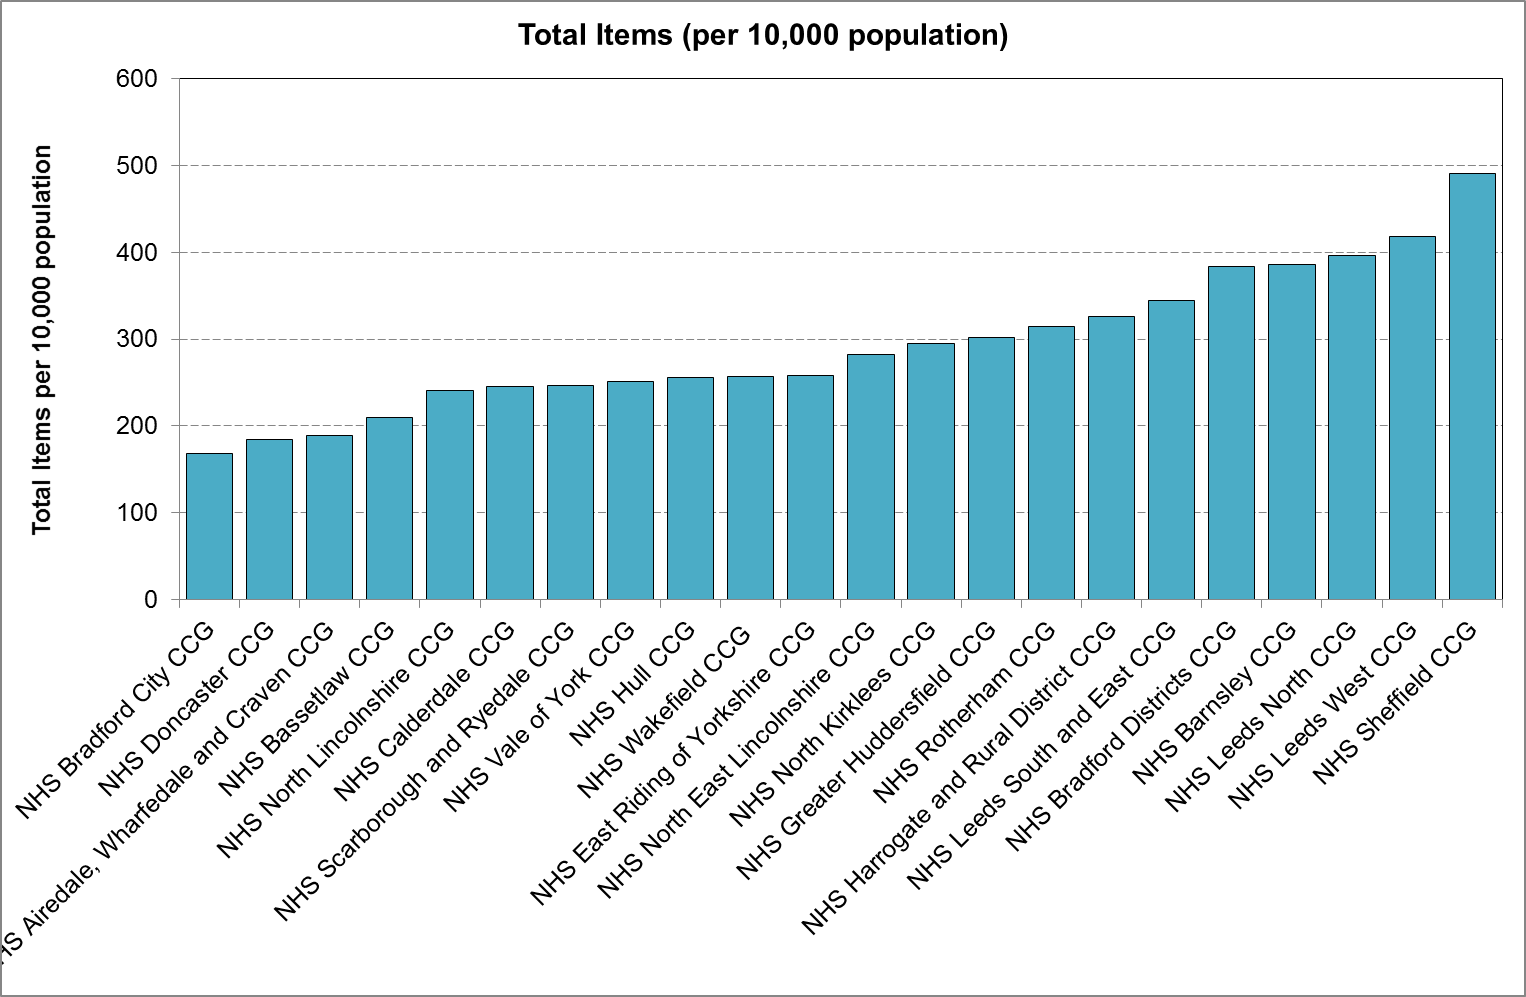 Total Items (per 10,000 population)
Total Items per 10,000 population
600
500
400
300
200
100
0
NHS Bradford City CCG
NHS Doncaster CCG
HS Airedale, Wharfedale and Craven CCG
NHS Bassetlaw CCG
NHS North Lincolnshire CCG
NHS Calderdale CCG
NHS Scarborough and Ryedale CCG
NHS Vale of York CCG
NHS Hull CCG
NHS Wakefield CCG
NHS East Riding of Yorkshire CCG
NHS North East Lincolnshire CCG
NHS North Kirklees CCG
NHS Greater Huddersfield CCG
NHS Rotherham CCG
NHS Harrogate and Rural District CCG
NHS Leeds South and East CCG
NHS Bradford Districts CCG
NHS Barnsley CCG
NHS Leeds North CCG
NHS Leeds West CCG
NHS Sheffield CCG